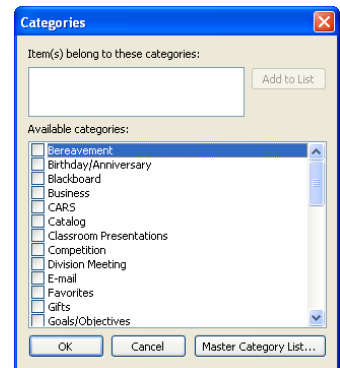 Categories
Item(s) belong to these categories:
Add to List
Available categories:
Bereavement
Birthday/Anniversary
Blackboard
Business
CARS
Catalog
Classroom Presentations
Competition
Division Meeting
E-mail
Favorites
Gifts
Goals/Objectives
OK Cancel Master Category List...